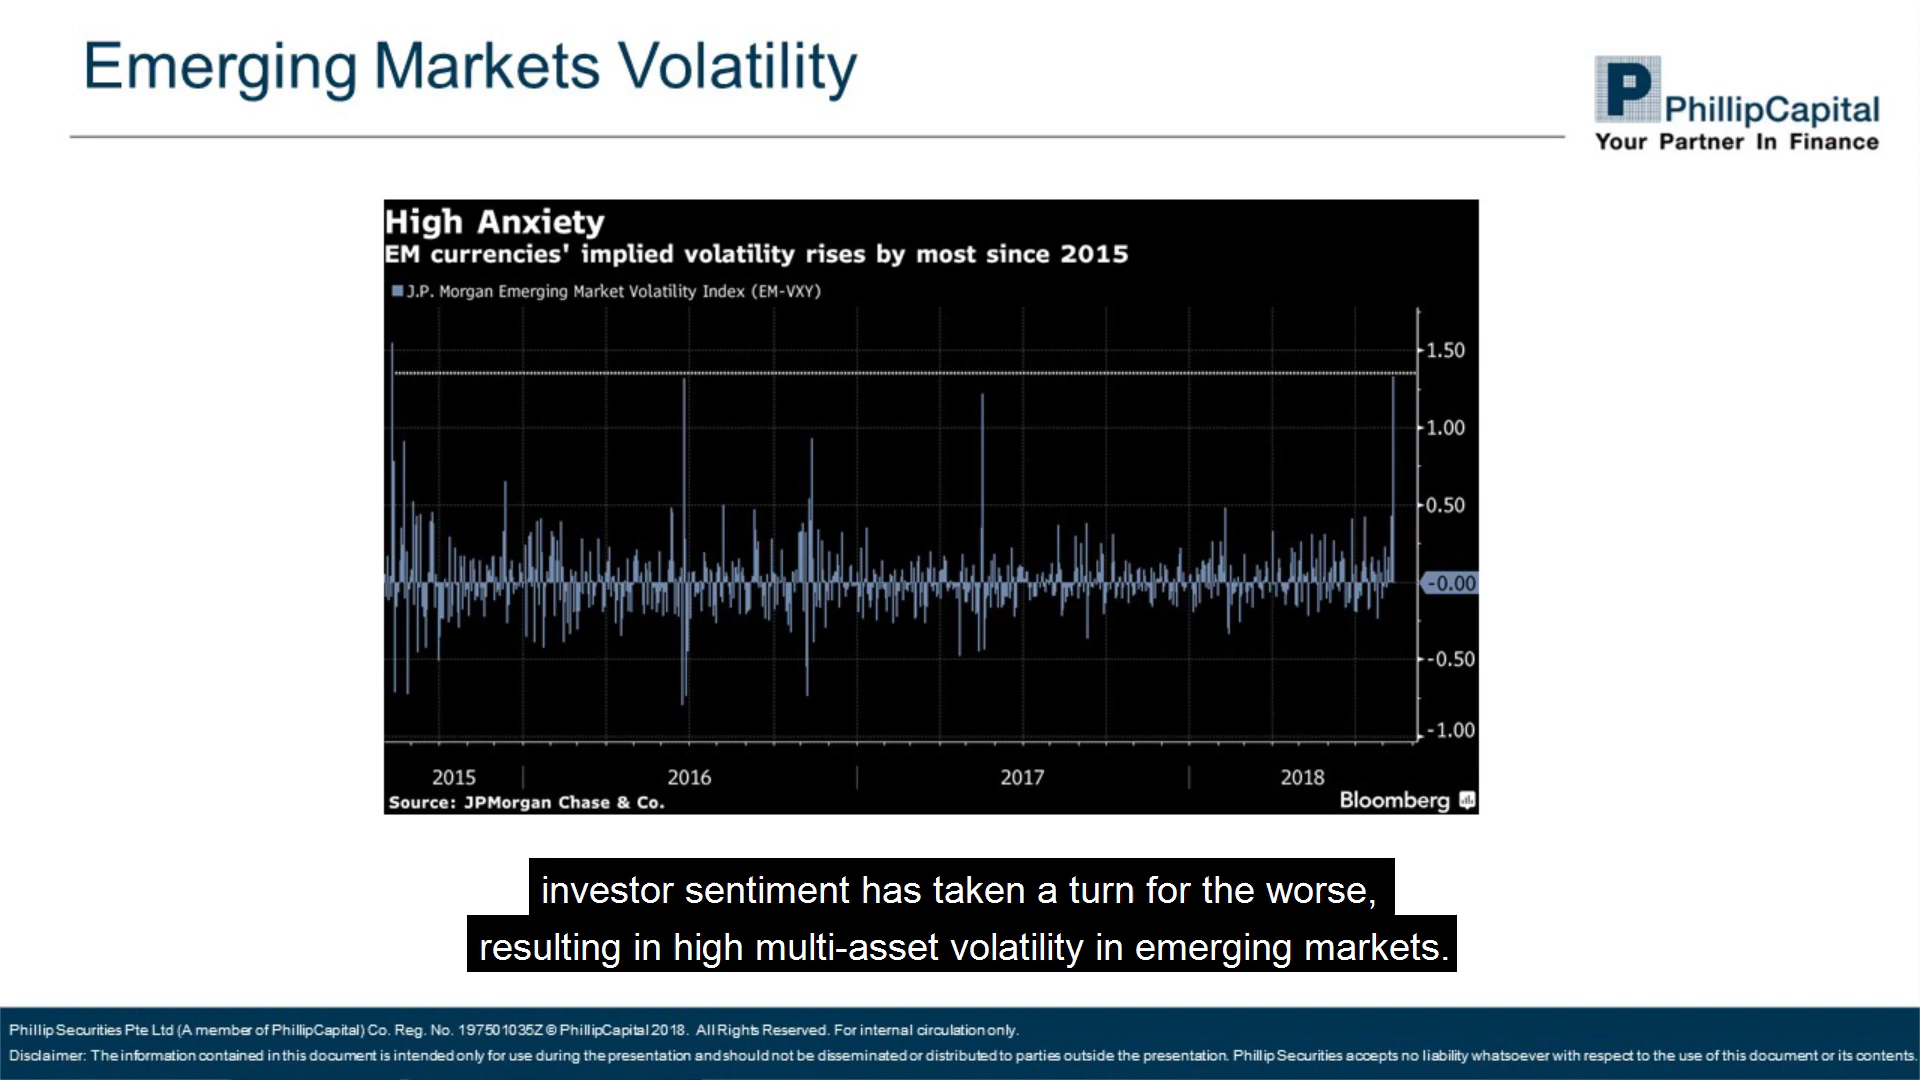 Emerging Markets Volatility
P
PhillipCapital
Your Partner In Finance
High Anxiety
EM currencies' implied volatility rises by most since 2015
J.P. Morgan Emerging Market Volatility Index (EM-VXY)
1.50
1.00
0.50
-0.00
-0.50
-1.00
2015 2016 2017 2018
Source: JPMorgan Chase & Co.
Bloomberg
investor sentiment has taken a turn for the worse,
resulting in high multi-asset volatility in emerging markets.
Phillip Securities Pte Ltd (A member of PhillipCapital) Co. Reg. No. 197501035Z © PhillipCapital 2018. All Rights Reserved. For internal circulation only.
Disclaimer: The information contained in this document is intended only for use during the presentation and should not be disseminated or distributed to parties outside the presentation. Phillip Securities accepts no liability whatsoever with respect to the use of this document or its contents.